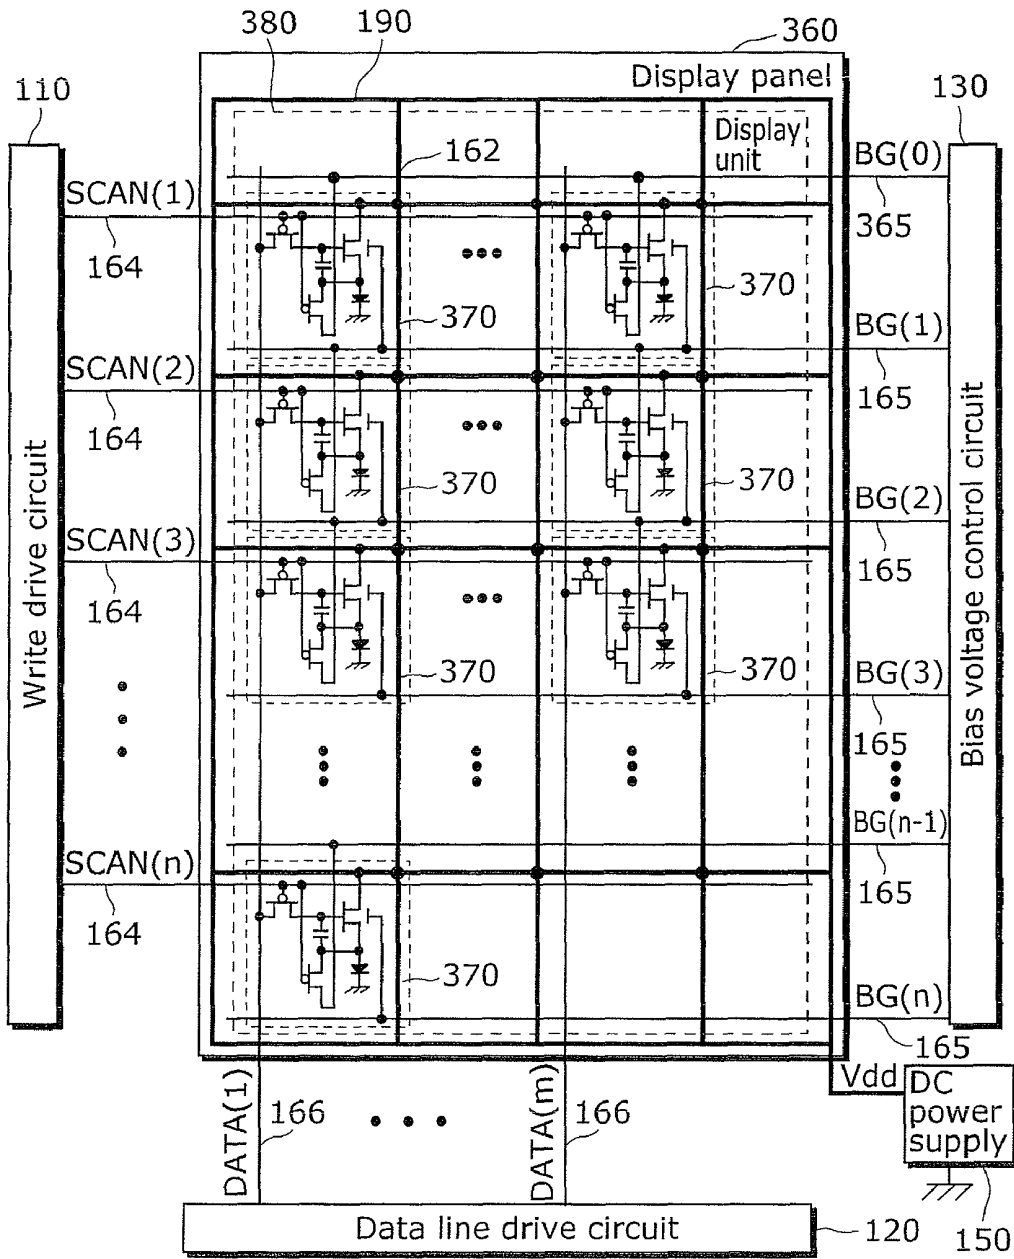 380
190
360
Display panel
110
130
Display
unit
162
BG(0)
SCAN(1)
365
164
370
370
BG(1)
SCAN(2)
165
164
370
370
BG(2)
SCAN(3)
165
164
370
370
BG(3)
165
Write drive circuit
Bias voltage control circuit
BG(n-1)
SCAN(n)
165
164
370
BG(n)
165
Vdd
DC
power
supply
DATA(1)
166
DATA(m)
166
Data line drive circuit
120
150